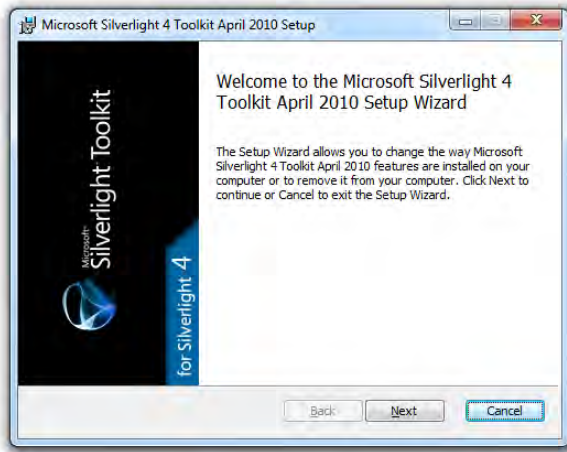 Microsoft Silverlight 4 Toolkit April 2010 Setup
Microsoft®
Silverlight Toolkit
for Silverlight 4
Welcome to the Microsoft Silverlight 4
Toolkit April 2010 Setup Wizard
The Setup Wizard allows you to change the way Microsoft
Silverlight 4 Toolkit April 2010 features are installed on your
computer or to remove it from your computer. Click Next to
continue or Cancel to exit the Setup Wizard.
Back
Next
Cancel